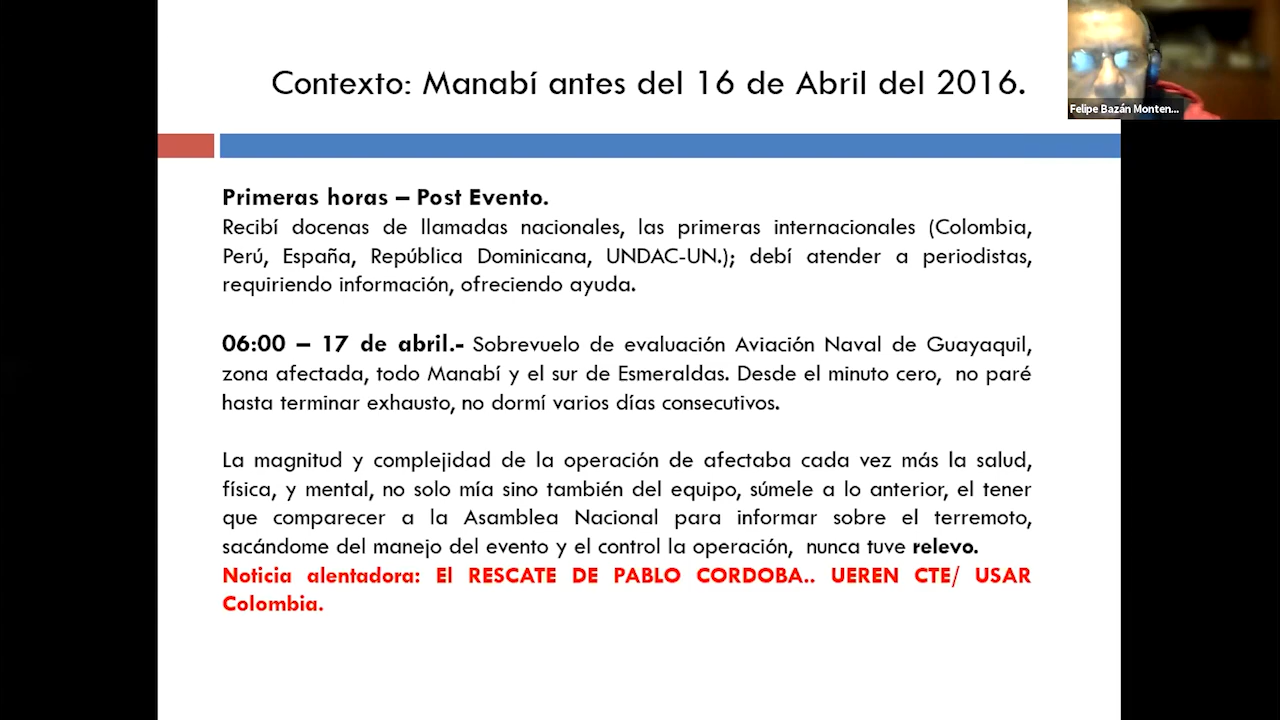 Contexto: Manabí antes del 16 de Abril del 2016.
Felipe Bazán Monten...
Primeras horas – Post Evento.
Recibí docenas de llamadas nacionales, las primeras internacionales (Colombia,
Perú, España, República Dominicana, UNDAC-UN.); debí atender a periodistas,
requiriendo información, ofreciendo ayuda.
06:00 – 17 de abril.- Sobrevuelo de evaluación Aviación Naval de Guayaquil,
zona afectada, todo Manabí y el sur de Esmeraldas. Desde el minuto cero, no paré
hasta terminar exhausto, no dormí varios días consecutivos.
La magnitud y complejidad de la operación de afectaba cada vez más la salud,
física, y mental, no solo mía sino también del equipo, súmele a lo anterior, el tener
que comparecer a la Asamblea Nacional para informar sobre el terremoto,
sacándome del manejo del evento y el control la operación, nunca tuve relevo.
Noticia alentadora: El RESCATE DE PABLO CORDOBA.. UEREN CTE/ USAR
Colombia.